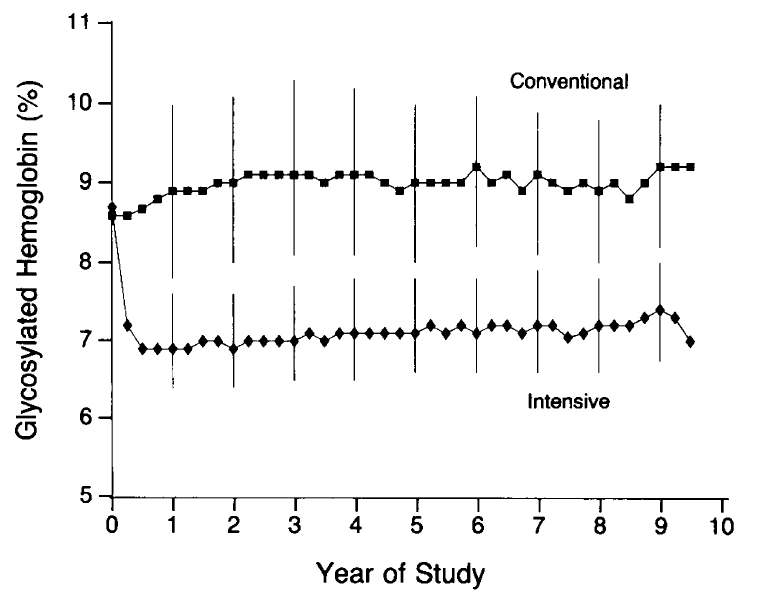 11
10
9
8
7
6
5
Glycosylated Hemoglobin (%)
Conventional
Intensive
0 1 2 3 4 5 6 7 8 9 10
Year of Study